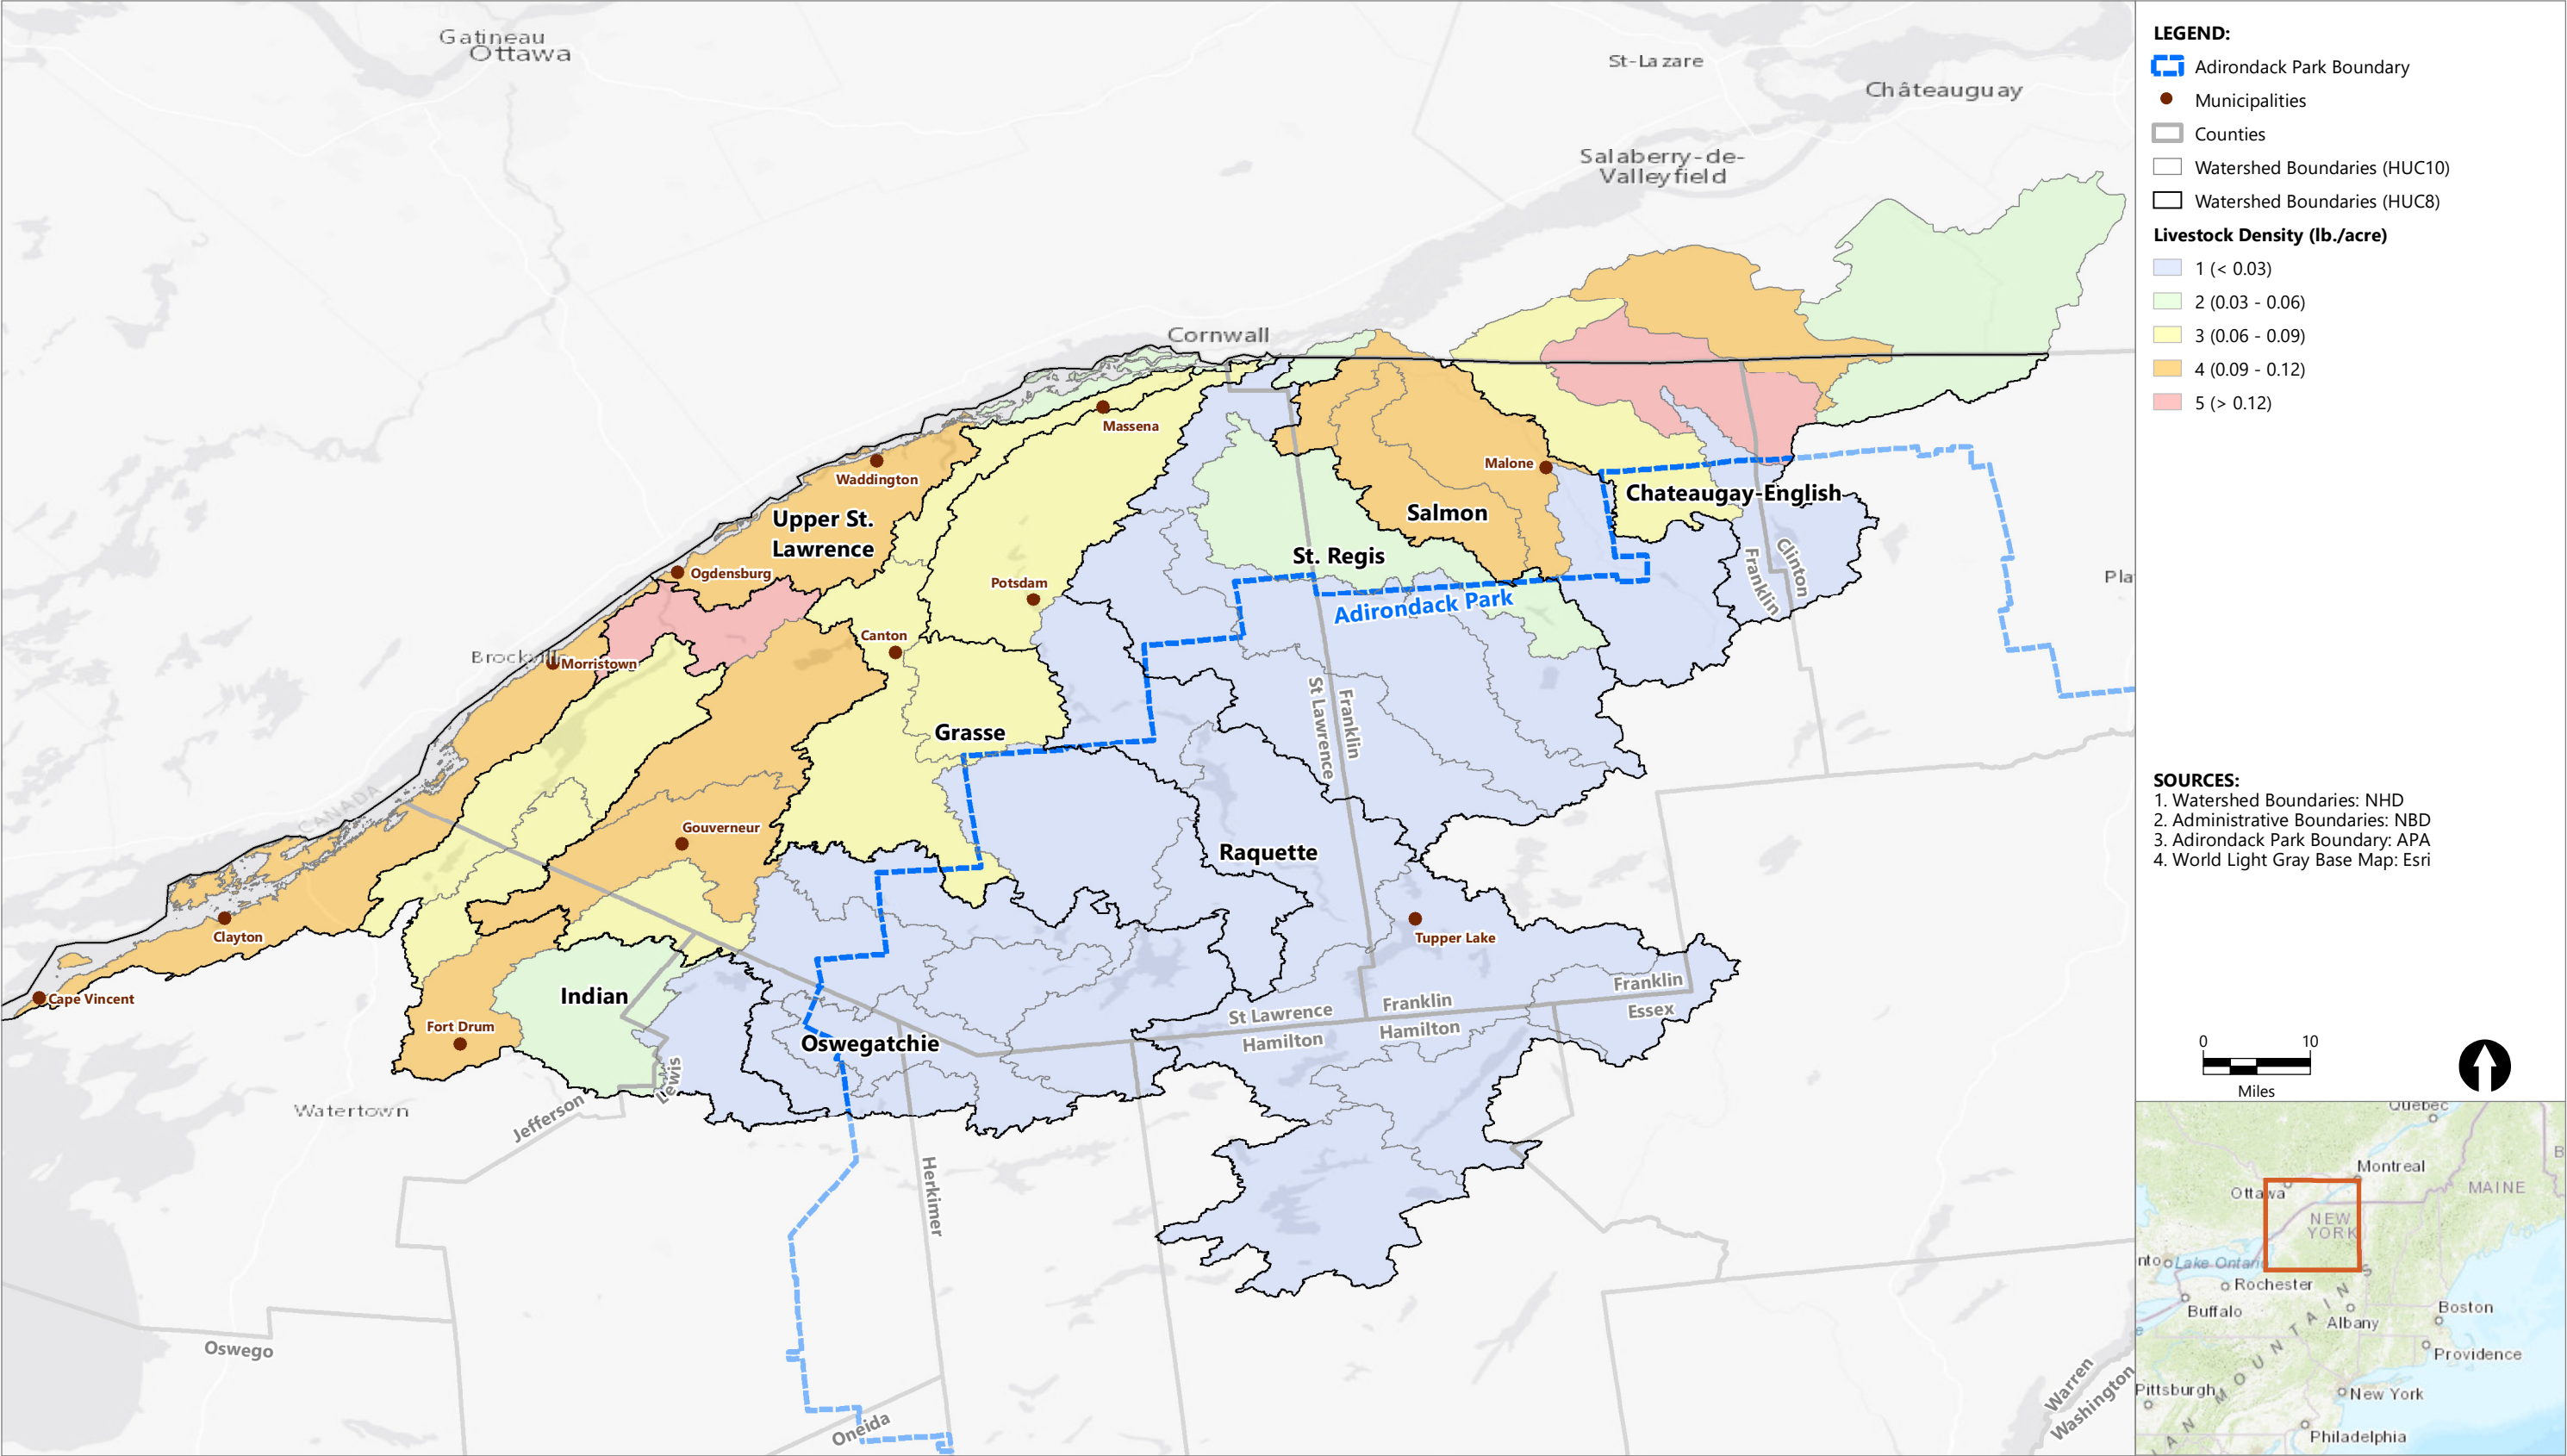 Gatineau
Ottawa
St-Lazare
Châteauguay
Salaberry-de-
Valleyfield
Cornwall
Massena
Waddington
Malone
Upper St.
Lawrence
Chateaugay-English
Salmon
St. Regis
Ogdensburg
Potsdam
Adirondack Park
Franklin
Clinton
Pla
Canton
Brockville
Morristown
St Lawrence
Franklin
Grasse
CANADA
Gouverneur
Raquette
Clayton
Tupper Lake
Cape Vincent
Indian
Fort Drum
Oswegatchie
St Lawrence
Franklin
Franklin
Hamilton
Hamilton
Essex
Watertown
Jefferson
Lewis
Herkimer
Oswego
Oneida
Warren
Washington
LEGEND:
Adirondack Park Boundary
Municipalities
Counties
Watershed Boundaries (HUC10)
Watershed Boundaries (HUC8)
Livestock Density (lb./acre)
1 (< 0.03)
2 (0.03 - 0.06)
3 (0.06 - 0.09)
4 (0.09 - 0.12)
5 (> 0.12)
SOURCES:
1. Watershed Boundaries: NHD
2. Administrative Boundaries: NBD
3. Adirondack Park Boundary: APA
4. World Light Gray Base Map: Esri
0 10
Miles
Quebec
Montreal
Ottawa
MAINE
NEW
YORK
nto
Lake Ontario
Rochester
Buffalo
Boston
Albany
Providence
Pittsburgh
New York
Philadelphia
AN MOUNTAINS